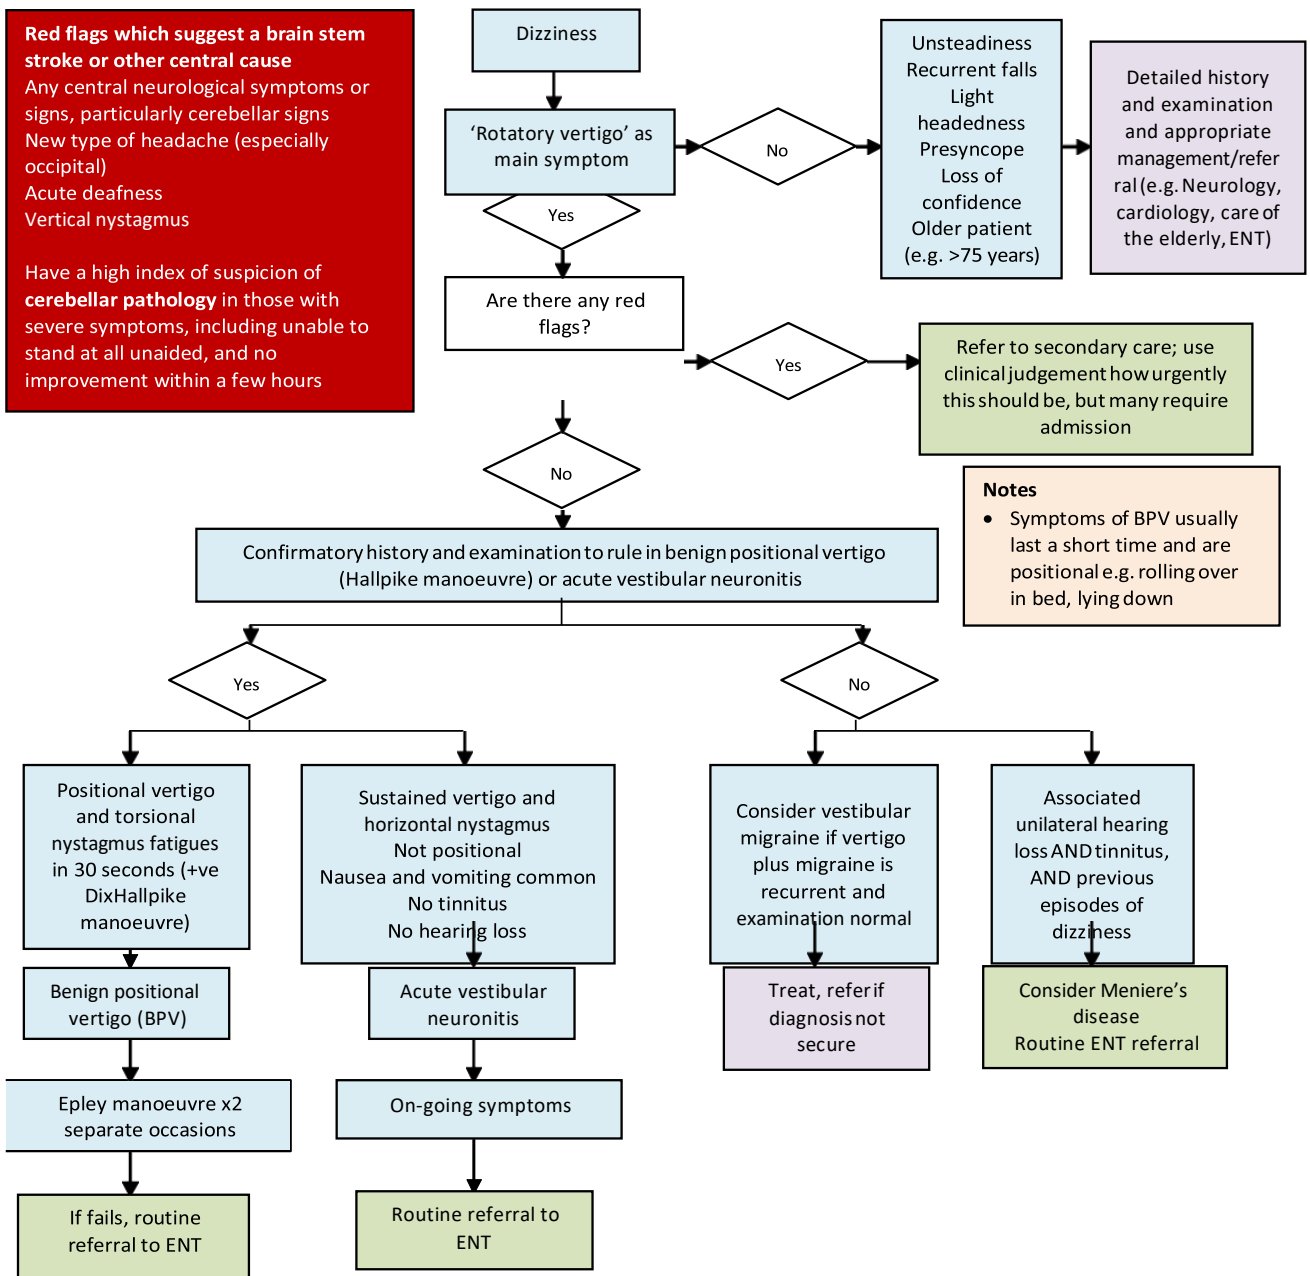 Red flags which suggest a brain stem
stroke or other central cause
Any central neurological symptoms or
signs, particularly cerebellar signs
New type of headache (especially
occipital)
Acute deafness
Vertical nystagmus
Have a high index of suspicion of
cerebellar pathology in those with
severe symptoms, including unable to
stand at all unaided, and no
improvement within a few hours
Dizziness
‘Rotatory vertigo’ as
main symptom
No
Unsteadiness
Recurrent falls
Light
headedness
Presyncope
Loss of
confidence
Older patient
(e.g. >75 years)
Detailed history
and examination
and appropriate
management/refer
ral (e.g. Neurology,
cardiology, care of
the elderly, ENT)
Yes
Are there any red
flags?
Yes
Refer to secondary care; use
clinical judgement how urgently
this should be, but many require
admission
No
Notes
• Symptoms of BPV usually
last a short time and are
positional e.g. rolling over
in bed, lying down
Confirmatory history and examination to rule in benign positional vertigo
(Hallpike manoeuvre) or acute vestibular neuronitis
Yes
No
Positional vertigo
and torsional
nystagmus fatigues
in 30 seconds (+ve
DixHallpike
manoeuvre)
Sustained vertigo and
horizontal nystagmus
Not positional
Nausea and vomiting common
No tinnitus
No hearing loss
Consider vestibular
migraine if vertigo
plus migraine is
recurrent and
examination normal
Associated
unilateral hearing
loss AND tinnitus,
AND previous
episodes of
dizziness
Benign positional
vertigo (BPV)
Acute vestibular
neuronitis
Treat, refer if
diagnosis not
secure
Consider Meniere’s
disease
Routine ENT referral
Epley manoeuvre x2
separate occasions
On-going symptoms
If fails, routine
referral to ENT
Routine referral to
ENT